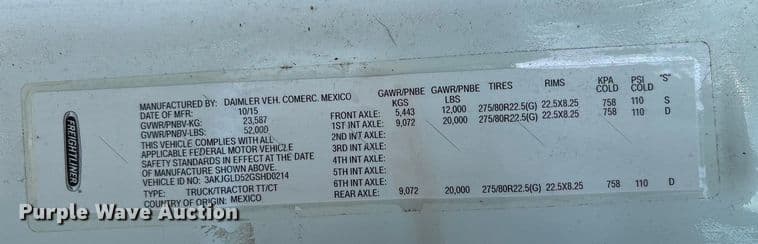 FREIGHTLINER
MANUFACTURED BY: DAIMLER VEH. COMERC. MEXICO
DATE OF MFR: 10/15
GVWR/PNBV-KG: 23,587
GVWR/PNBV-LBS: 52,000
THIS VEHICLE COMPLIES WITH ALL
APPLICABLE FEDERAL MOTOR VEHICLE
SAFETY STANDARDS IN EFFECT AT THE DATE
OF MANUFACTURE SHOWN ABOVE.
VEHICLE ID NO: 3AKJGLD52GSHD0214
TYPE: TRUCK/TRACTOR TT/CT
COUNTRY OF ORIGIN: MEXICO
GAWR/PNBE KGS GAWR/PNBE LBS TIRES RIMS KPA COLD PSI COLD "S"
FRONT AXLE: 5,443 12,000 275/80R22.5(G) 22.5X8.25 758 110 S
1ST INT AXLE: 9,072 20,000 275/80R22.5(G) 22.5X8.25 758 110 D
2ND INT AXLE:
3RD INT AXLE:
4TH INT AXLE:
5TH INT AXLE:
6TH INT AXLE:
REAR AXLE: 9,072 20,000 275/80R22.5(G) 22.5X8.25 758 110 D
Purple Wave Auction